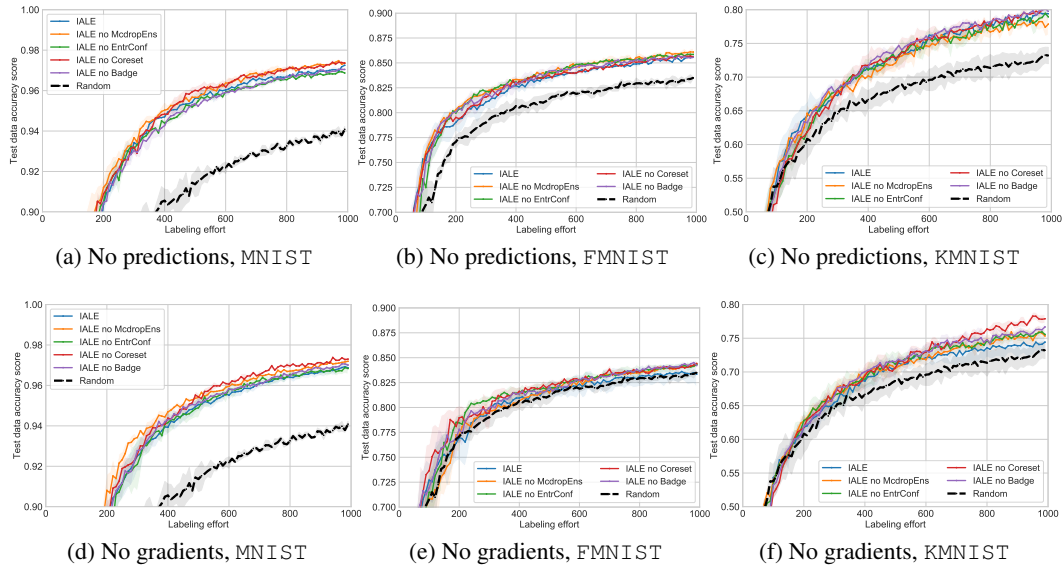 1.00
0.98
0.96
0.94
0.92
0.90
Test data accuracy score
IALE
IALE no McdropEns
IALE no EntrConf
IALE no Coreset
IALE no Badge
Random
0 200 400 600 800 1000
Labeling effort
(a) No predictions, MNIST
0.900
0.875
0.850
0.825
0.800
0.775
0.750
0.725
0.700
Test data accuracy score
IALE IALE no Coreset
IALE no McdropEns IALE no Badge
IALE no EntrConf Random
0 200 400 600 800 1000
Labeling effort
(b) No predictions, FMNIST
0.80
0.75
0.70
0.65
0.60
0.55
0.50
Test data accuracy score
IALE IALE no Coreset
IALE no McdropEns IALE no Badge
IALE no EntrConf Random
0 200 400 600 800 1000
Labeling effort
(c) No predictions, KMNIST
1.00
0.98
0.96
0.94
0.92
0.90
Test data accuracy score
IALE
IALE no McdropEns
IALE no EntrConf
IALE no Coreset
IALE no Badge
Random
0 200 400 600 800 1000
Labeling effort
(d) No gradients, MNIST
0.900
0.875
0.850
0.825
0.800
0.775
0.750
0.725
0.700
Test data accuracy score
IALE IALE no Coreset
IALE no McdropEns IALE no Badge
IALE no EntrConf Random
0 200 400 600 800 1000
Labeling effort
(e) No gradients, FMNIST
0.80
0.75
0.70
0.65
0.60
0.55
0.50
Test data accuracy score
IALE IALE no Coreset
IALE no McdropEns IALE no Badge
IALE no EntrConf Random
0 200 400 600 800 1000
Labeling effort
(f) No gradients, KMNIST